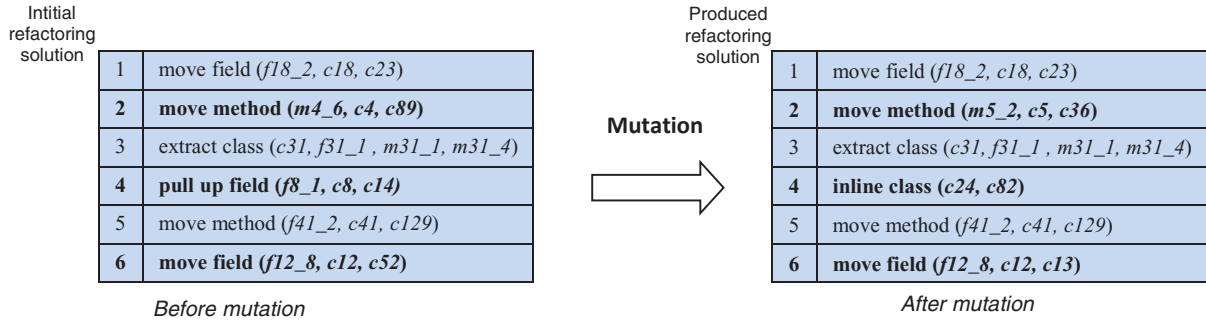 Intitial
refactoring
solution
1 move field (f18_2, c18, c23)
2 move method (m4_6, c4, c89)
3 extract class (c31, f31_1 , m31_1, m31_4)
4 pull up field (f8_1, c8, c14)
5 move method (f41_2, c41, c129)
6 move field (f12_8, c12, c52)
Before mutation
Mutation
Produced
refactoring
solution
1 move field (f18_2, c18, c23)
2 move method (m5_2, c5, c36)
3 extract class (c31, f31_1 , m31_1, m31_4)
4 inline class (c24, c82)
5 move method (f41_2, c41, c129)
6 move field (f12_8, c12, c13)
After mutation